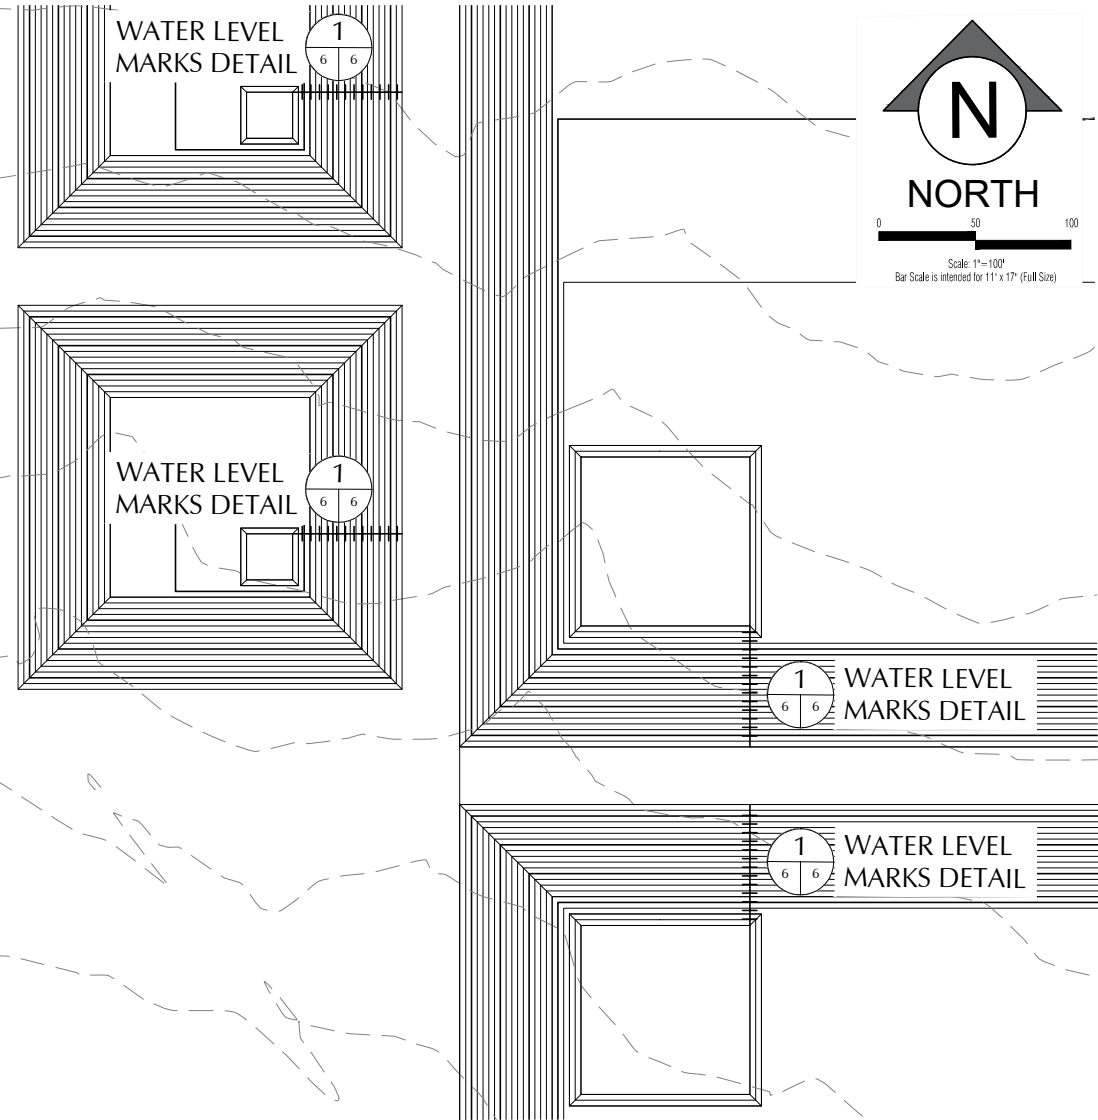 WATER LEVEL
MARKS DETAIL
1
6 6
N
NORTH
0 50 100
Scale: 1"=100'
Bar Scale is intended for 11" x 17" (Full Size)
WATER LEVEL
MARKS DETAIL
1
6 6
1
6 6
WATER LEVEL
MARKS DETAIL
1
6 6
WATER LEVEL
MARKS DETAIL